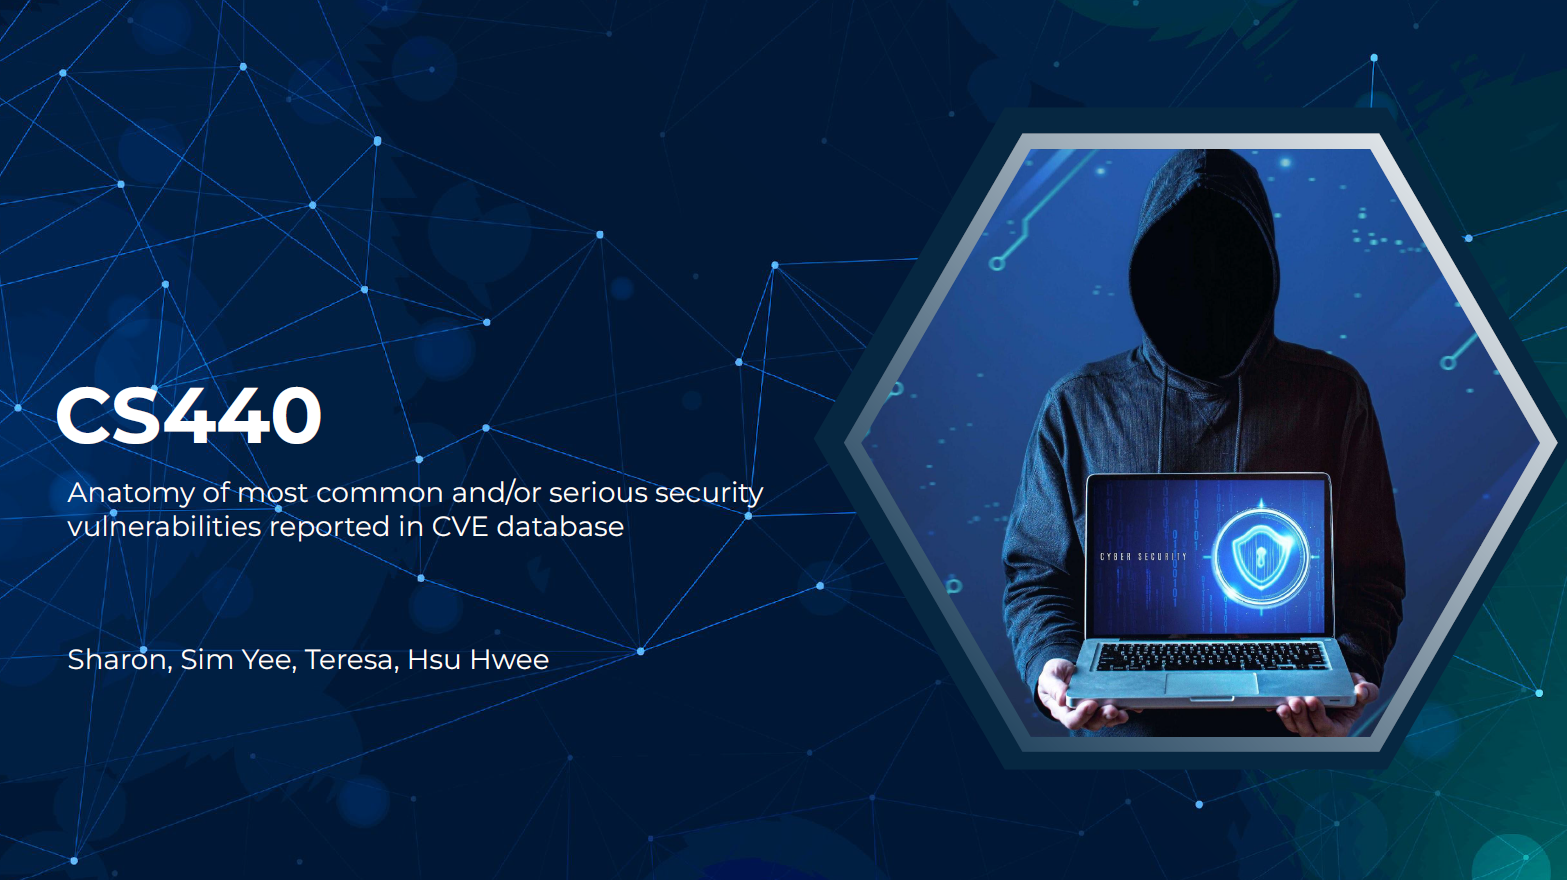 CS440
Anatomy of most common and/or serious security
vulnerabilities reported in CVE database
Sharon, Sim Yee, Teresa, Hsu Hwee
CYBER SECURITY